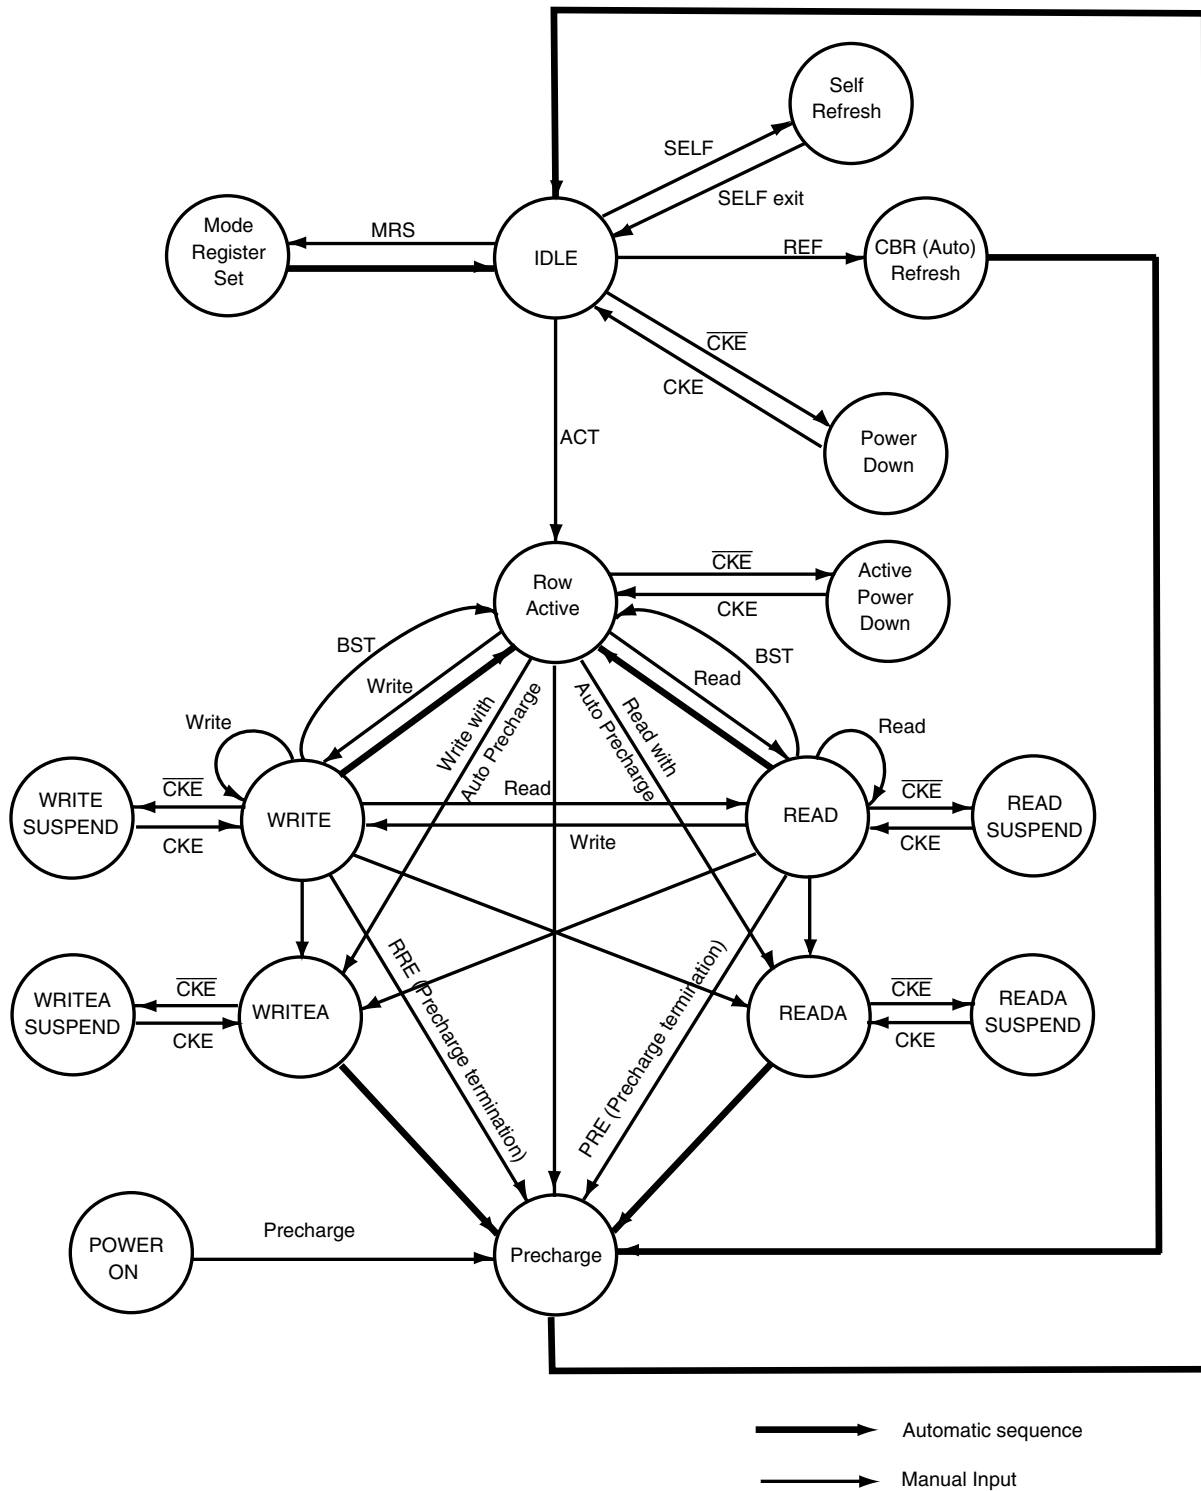 Self
Refresh
SELF
SELF exit
Mode
Register
Set
MRS
IDLE
REF
CBR (Auto)
Refresh
CKE
CKE
Power
Down
ACT
Row
Active
CKE
CKE
Active
Power
Down
BST
Write
Write with
Auto Precharge
Auto Precharge
Read with
Read
BST
Write
Read
WRITE
SUSPEND
CKE
CKE
WRITE
Read
Write
READ
CKE
CKE
READ
SUSPEND
WRITEA
SUSPEND
CKE
CKE
WRITEA
RRE (Precharge termination)
PRE (Precharge termination)
READA
CKE
CKE
READA
SUSPEND
POWER
ON
Precharge
Precharge
Automatic sequence
Manual Input